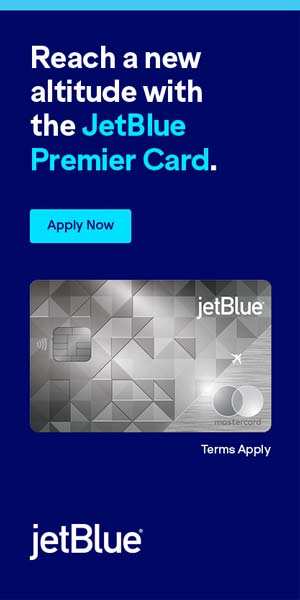 Reach a new
altitude with
the JetBlue
Premier Card.
Apply Now
jetBlue
mastercard
Terms Apply
jetBlue®